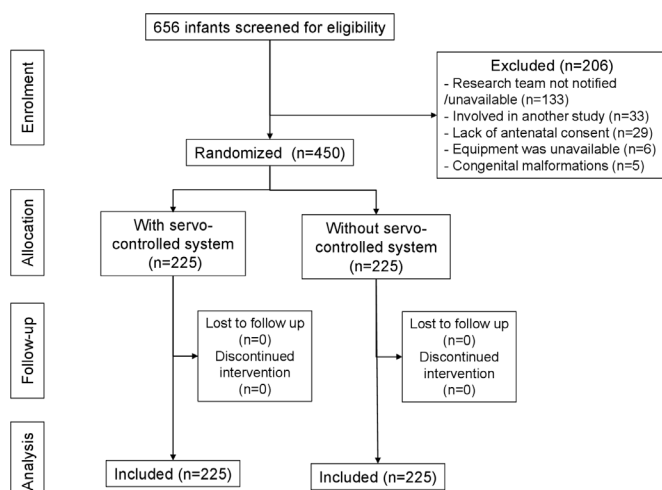 656 infants screened for eligibility
Enrolment
Excluded (n=206)
- Research team not notified
/unavailable (n=133)
- Involved in another study (n=33)
- Lack of antenatal consent (n=29)
- Equipment was unavailable (n=6)
- Congenital malformations (n=5)
Randomized (n=450)
Allocation
With servo-
controlled system
(n=225)
Without servo-
controlled system
(n=225)
Follow-up
Lost to follow up
(n=0)
Discontinued
intervention
(n=0)
Lost to follow up
(n=0)
Discontinued
intervention
(n=0)
Analysis
Included (n=225)
Included (n=225)